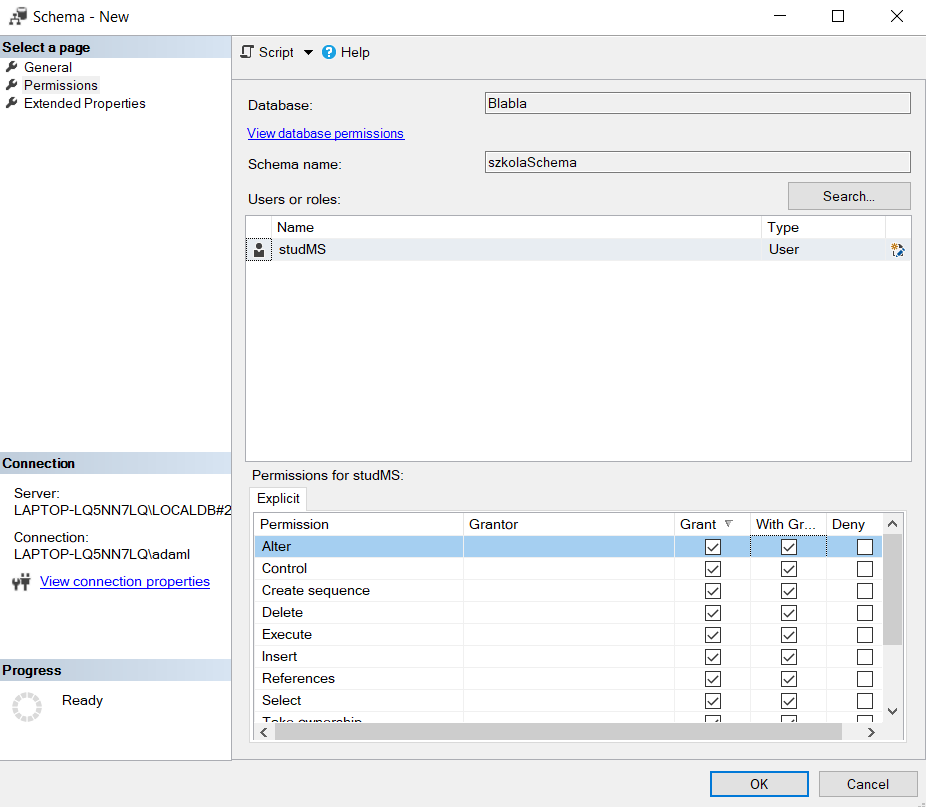 Schema - New
Select a page
General
Permissions
Extended Properties
Script Help
Database: Blabla
View database permissions
Schema name: szkolaSchema
Users or roles: Search...
Name Type
studMS User
Permissions for studMS:
Explicit
Permission Grantor Grant With Gr... Deny
Alter
Control
Create sequence
Delete
Execute
Insert
References
Select
Take ownership
Connection
Server:
LAPTOP-LQ5NN7LQ\LOCALDB#2
Connection:
LAPTOP-LQ5NN7LQ\adaml
View connection properties
Progress
Ready
OK Cancel